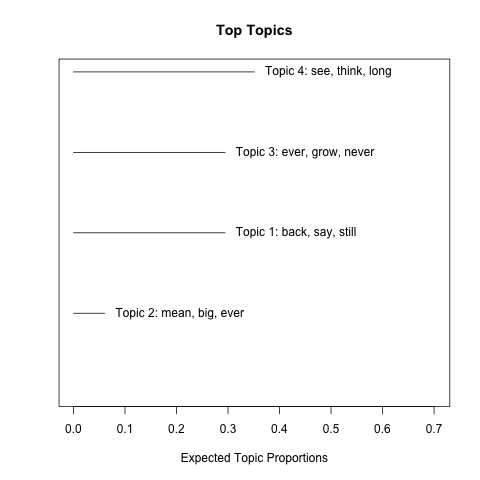 Top Topics
Topic 4: see, think, long
Topic 3: ever, grow, never
Topic 1: back, say, still
Topic 2: mean, big, ever
0.0 0.1 0.2 0.3 0.4 0.5 0.6 0.7
Expected Topic Proportions